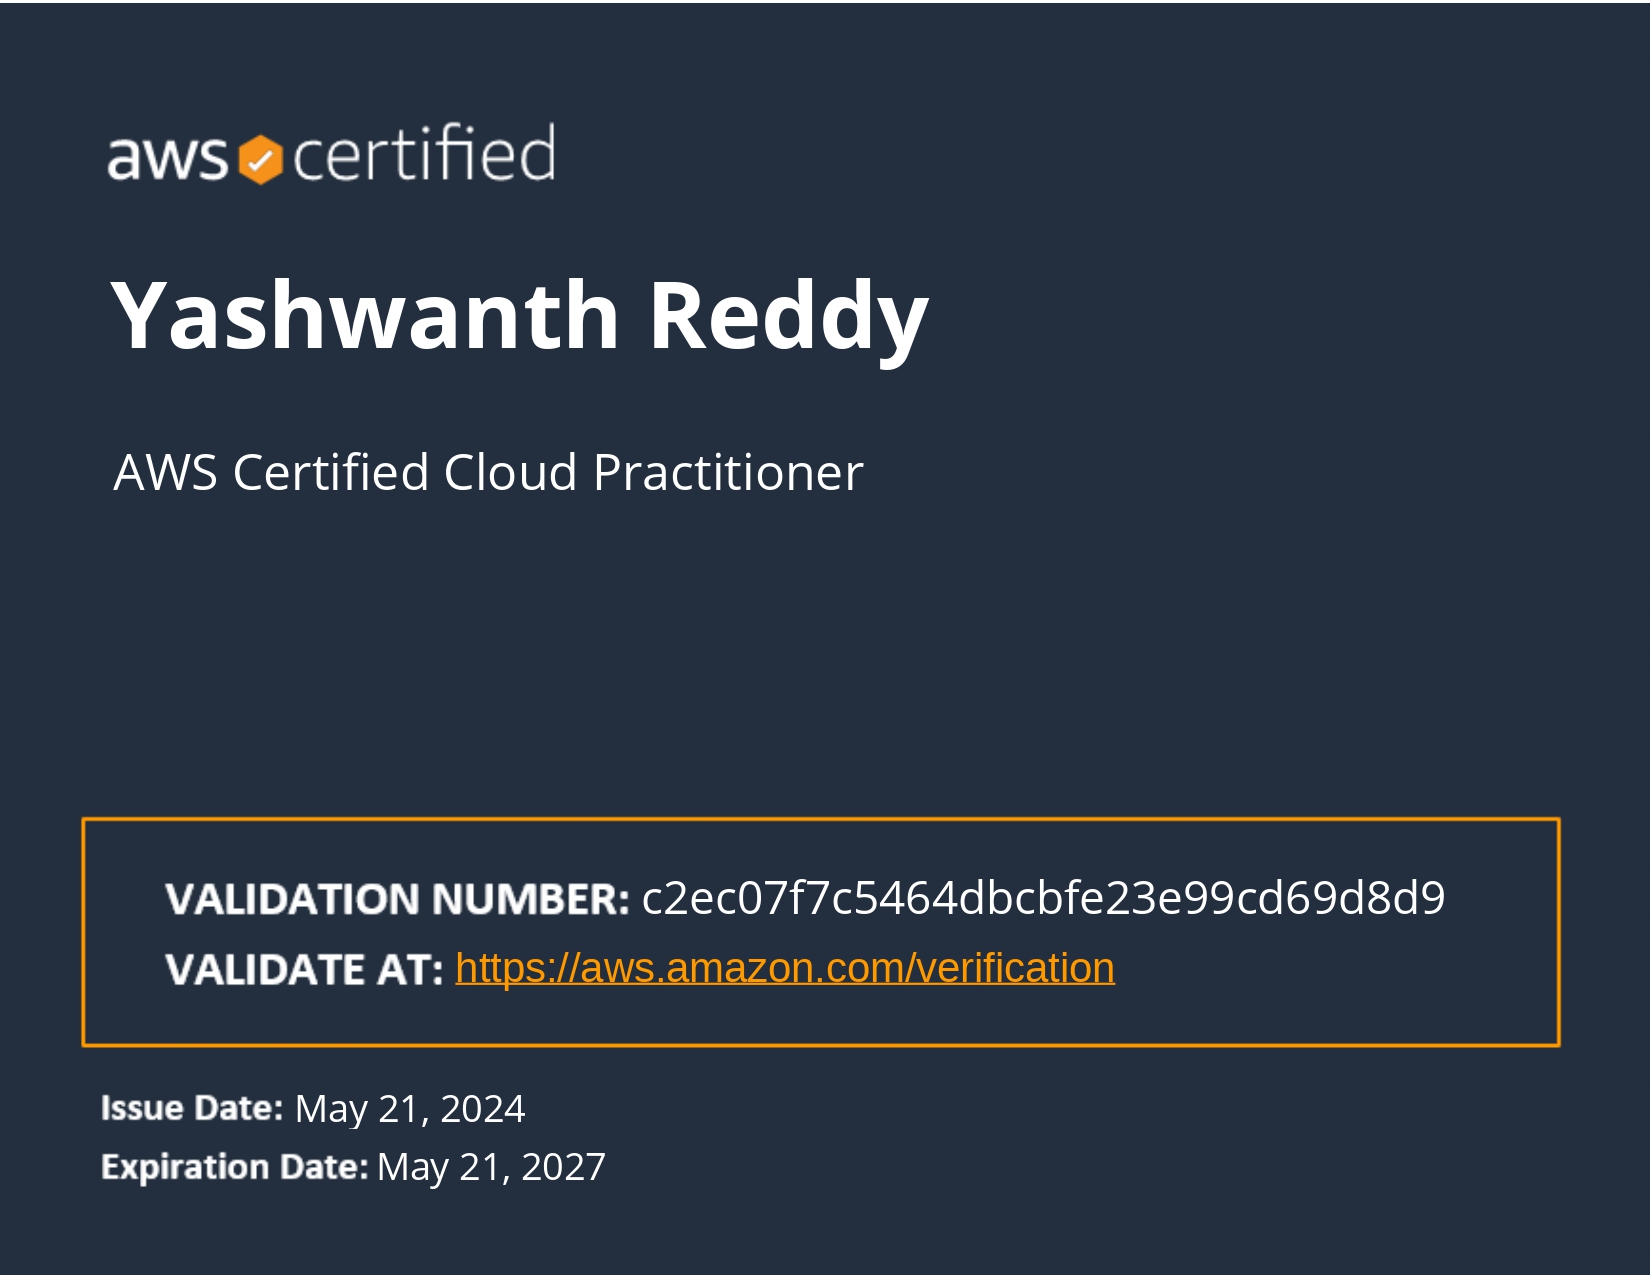 aws certified
Yashwanth Reddy
AWS Certified Cloud Practitioner
VALIDATION NUMBER: c2ec07f7c5464dbcbfe23e99cd69d8d9
VALIDATE AT: https://aws.amazon.com/verification
Issue Date: May 21, 2024
Expiration Date: May 21, 2027